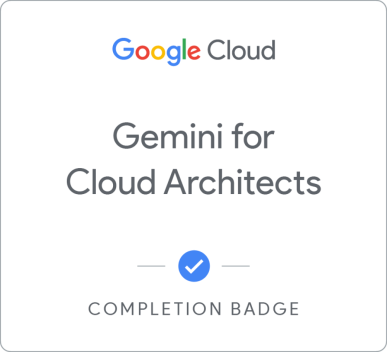 Google Cloud
Gemini for
Cloud Architects
COMPLETION BADGE